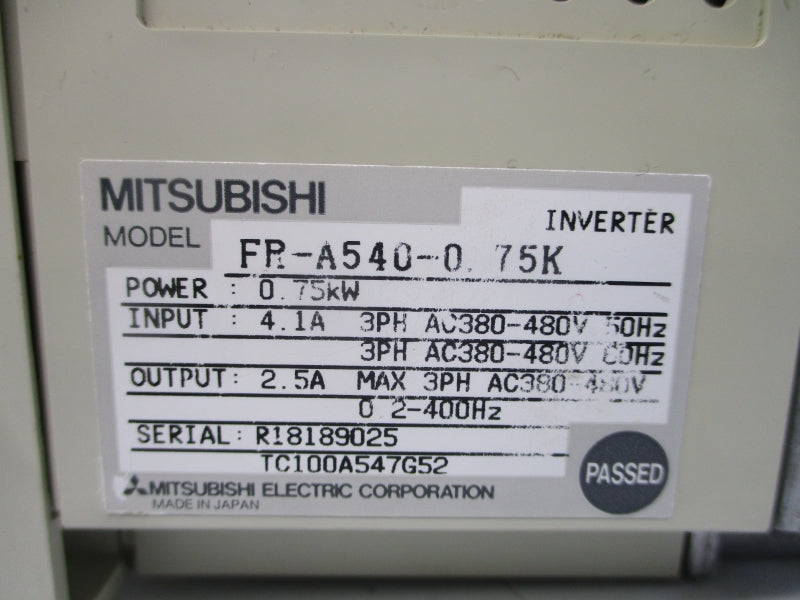 MITSUBISHI
INVERTER
MODEL FR-A540-0.75K
POWER : 0.75kW
INPUT : 4.1A 3PH AC380-480V 50Hz
3PH AC380-480V 60Hz
OUTPUT: 2.5A MAX 3PH AC380-480V
0.2-400Hz
SERIAL: R18189025
TC100A547G52
PASSED
MITSUBISHI ELECTRIC CORPORATION
MADE IN JAPAN